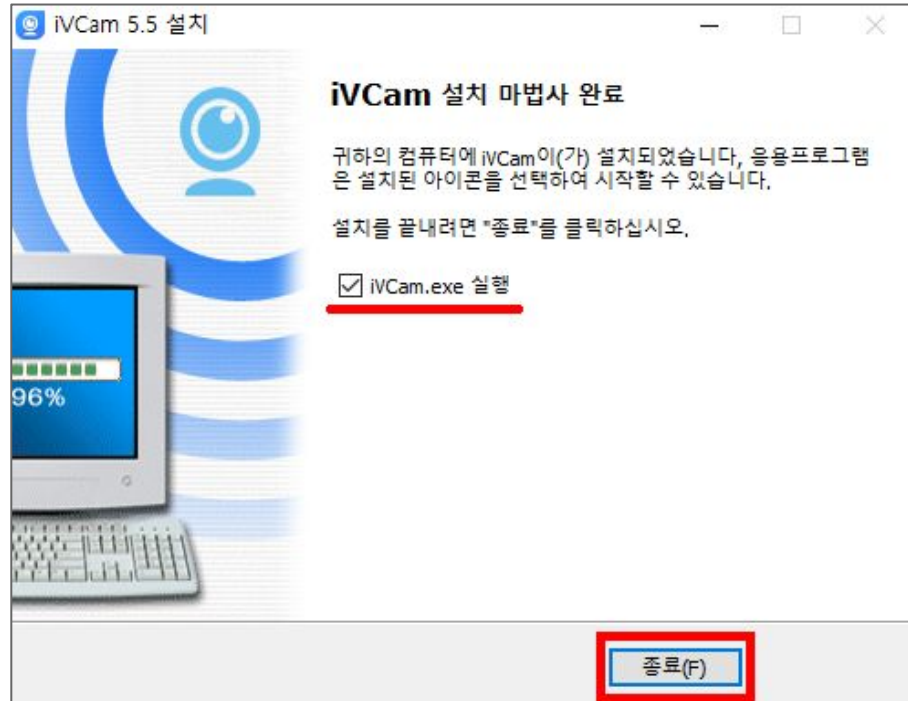 iVCam 5.5 설치
iVCam 설치 마법사 완료
귀하의 컴퓨터에 iVCam이(가) 설치되었습니다, 응용프로그램
은 설치된 아이콘을 선택하여 시작할 수 있습니다.
설치를 끝내려면 "종료"를 클릭하십시오.
iVCam.exe 실행
96%
종료(F)